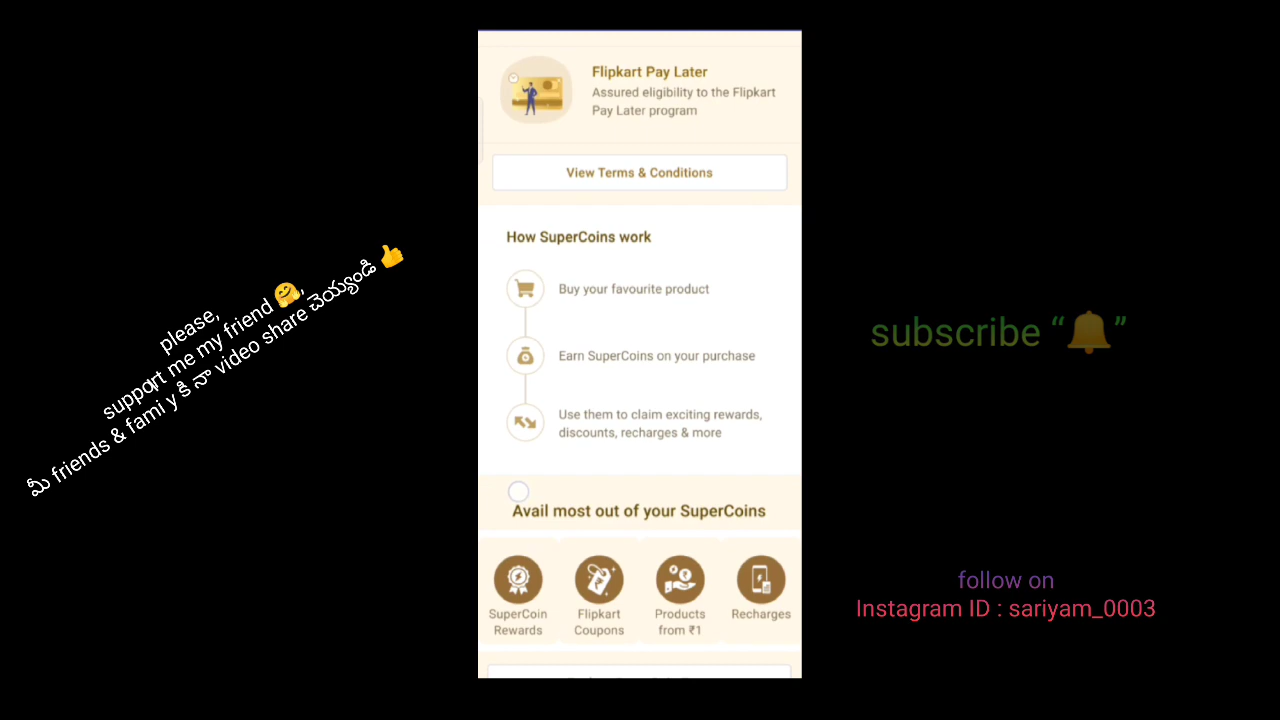 Flipkart Pay Later
Assured eligibility to the Flipkart
Pay Later program
View Terms & Conditions
How SuperCoins work
Buy your favourite product
Earn SuperCoins on your purchase
Use them to claim exciting rewards,
discounts, recharges & more
Avail most out of your SuperCoins
SuperCoin
Rewards
Flipkart
Coupons
Products
from ₹1
Recharges
please,
support me my friend 🤗,
మీ friends & fami y కి నా video share చెయ్యండి 👍
subscribe “🔔”
follow on
Instagram ID : sariyam_0003